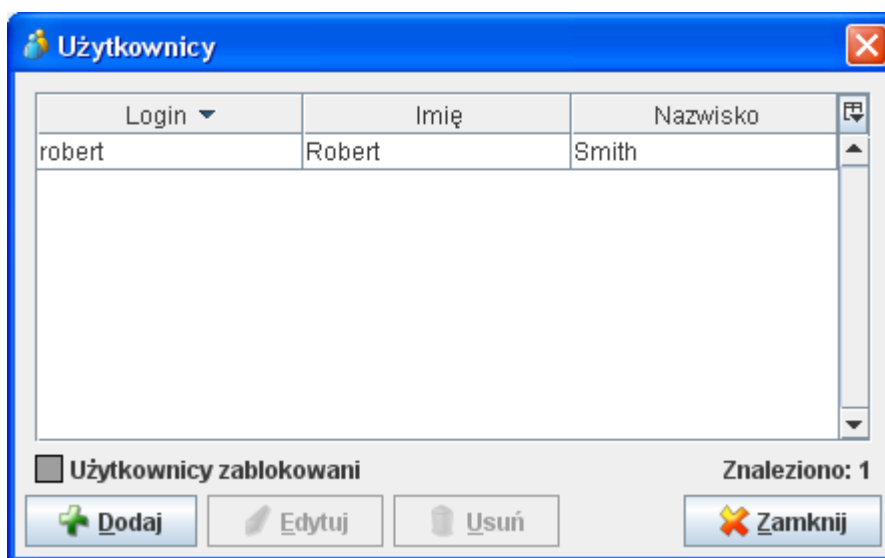 Użytkownicy
Login Imię Nazwisko
robert Robert Smith
Użytkownicy zablokowani Znaleziono: 1
Dodaj Edytuj Usuń Zamknij